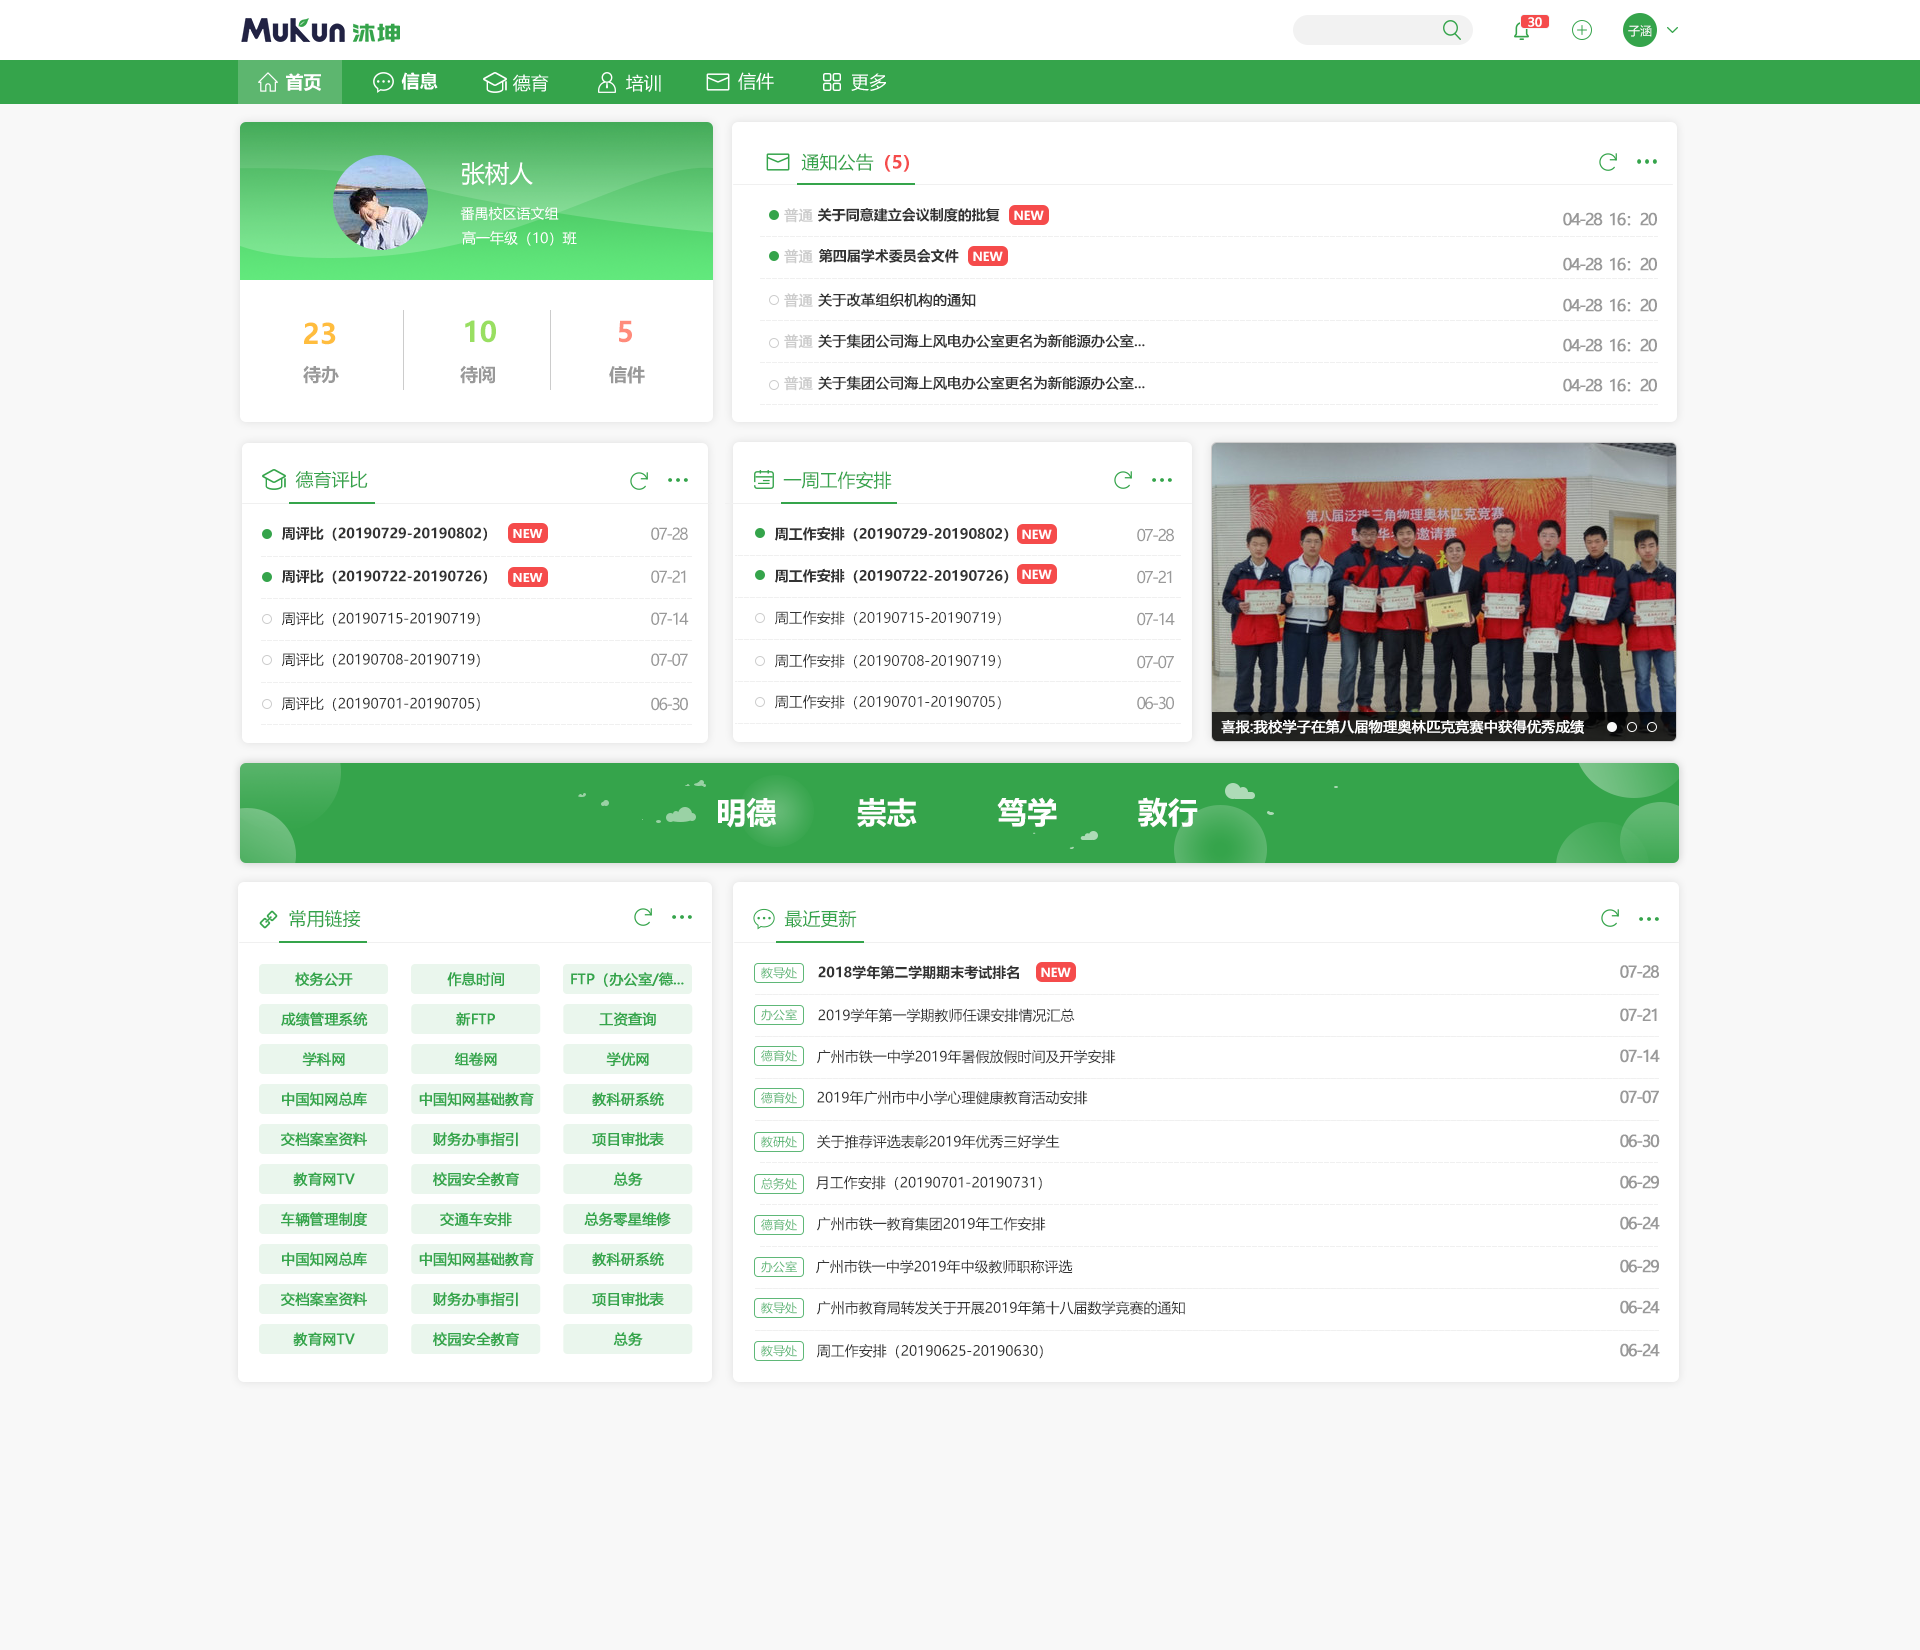 MuKun 沐坤
30
子涵
首页 信息 德育 培训 信件 更多
张树人
番禺校区语文组
高一年级（10）班
23 10 5
待办 待阅 信件
通知公告（5）
普通 关于同意建立会议制度的批复 NEW 04-28 16：20
普通 第四届学术委员会文件 NEW 04-28 16：20
普通 关于改革组织机构的通知 04-28 16：20
普通 关于集团公司海上风电办公室更名为新能源办公室... 04-28 16：20
普通 关于集团公司海上风电办公室更名为新能源办公室... 04-28 16：20
德育评比
周评比（20190729-20190802） NEW 07-28
周评比（20190722-20190726） NEW 07-21
周评比（20190715-20190719） 07-14
周评比（20190708-20190719） 07-07
周评比（20190701-20190705） 06-30
一周工作安排
周工作安排（20190729-20190802） NEW 07-28
周工作安排（20190722-20190726） NEW 07-21
周工作安排（20190715-20190719） 07-14
周工作安排（20190708-20190719） 07-07
周工作安排（20190701-20190705） 06-30
第八届泛珠三角物理奥林匹克竞赛
邀请赛
喜报:我校学子在第八届物理奥林匹克竞赛中获得优秀成绩
明德 崇志 笃学 敦行
常用链接
校务公开 作息时间 FTP（办公室/德...
成绩管理系统 新FTP 工资查询
学科网 组卷网 学优网
中国知网总库 中国知网基础教育 教科研系统
交档案室资料 财务办事指引 项目审批表
教育网TV 校园安全教育 总务
车辆管理制度 交通车安排 总务零星维修
中国知网总库 中国知网基础教育 教科研系统
交档案室资料 财务办事指引 项目审批表
教育网TV 校园安全教育 总务
最近更新
教导处 2018学年第二学期期末考试排名 NEW 07-28
办公室 2019学年第一学期教师任课安排情况汇总 07-21
德育处 广州市铁一中学2019年暑假放假时间及开学安排 07-14
德育处 2019年广州市中小学心理健康教育活动安排 07-07
教研处 关于推荐评选表彰2019年优秀三好学生 06-30
总务处 月工作安排（20190701-20190731） 06-29
德育处 广州市铁一教育集团2019年工作安排 06-24
办公室 广州市铁一中学2019年中级教师职称评选 06-29
教导处 广州市教育局转发关于开展2019年第十八届数学竞赛的通知 06-24
教导处 周工作安排（20190625-20190630） 06-24